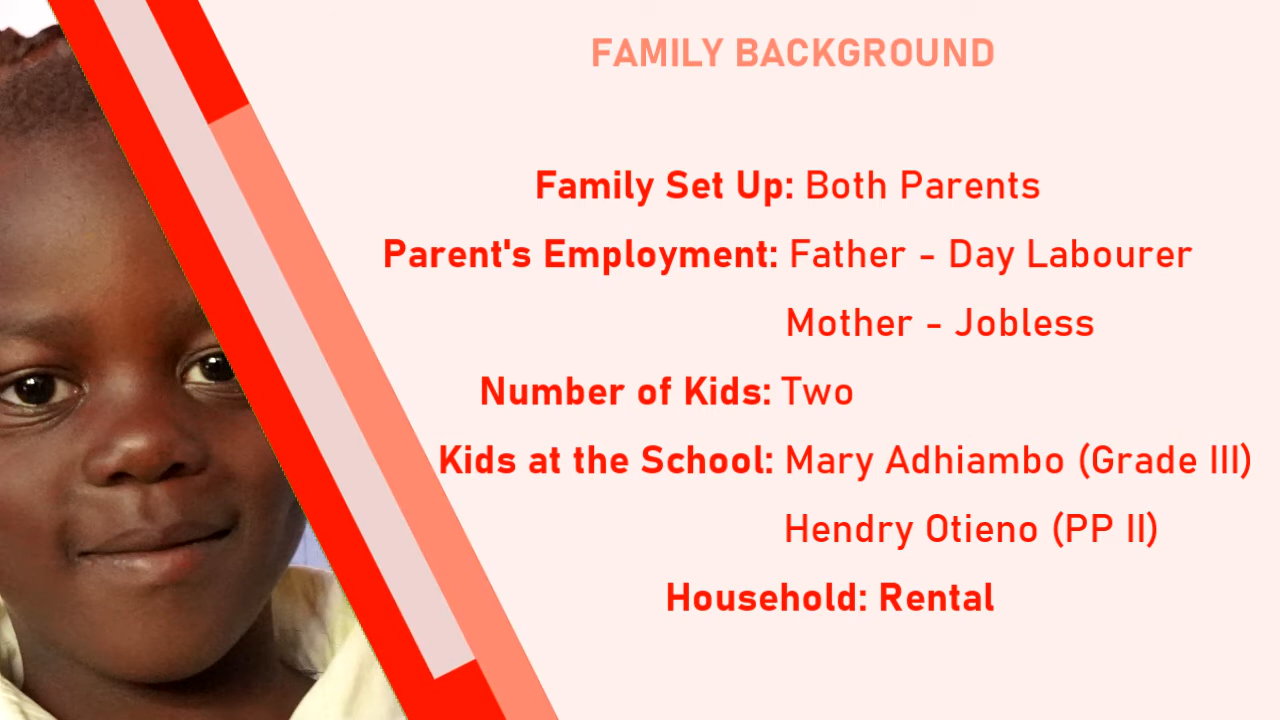 FAMILY BACKGROUND
Family Set Up: Both Parents
Parent's Employment: Father - Day Labourer
Mother - Jobless
Number of Kids: Two
Kids at the School: Mary Adhiambo (Grade III)
Hendry Otieno (PP II)
Household: Rental